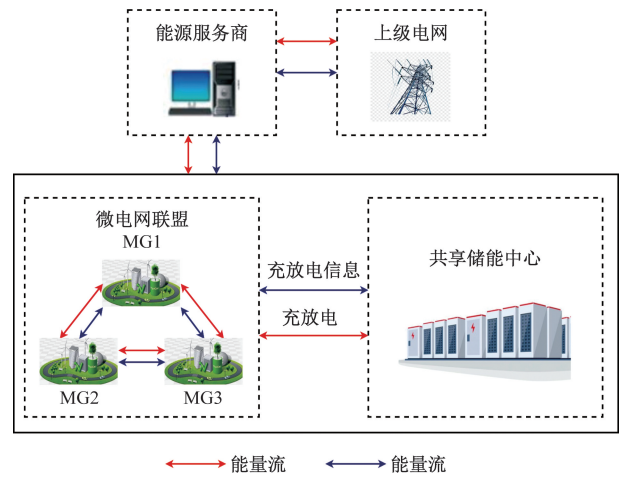 能源服务商
上级电网
微电网联盟
MG1
MG2
MG3
充放电信息
充放电
共享储能中心
能量流
能量流